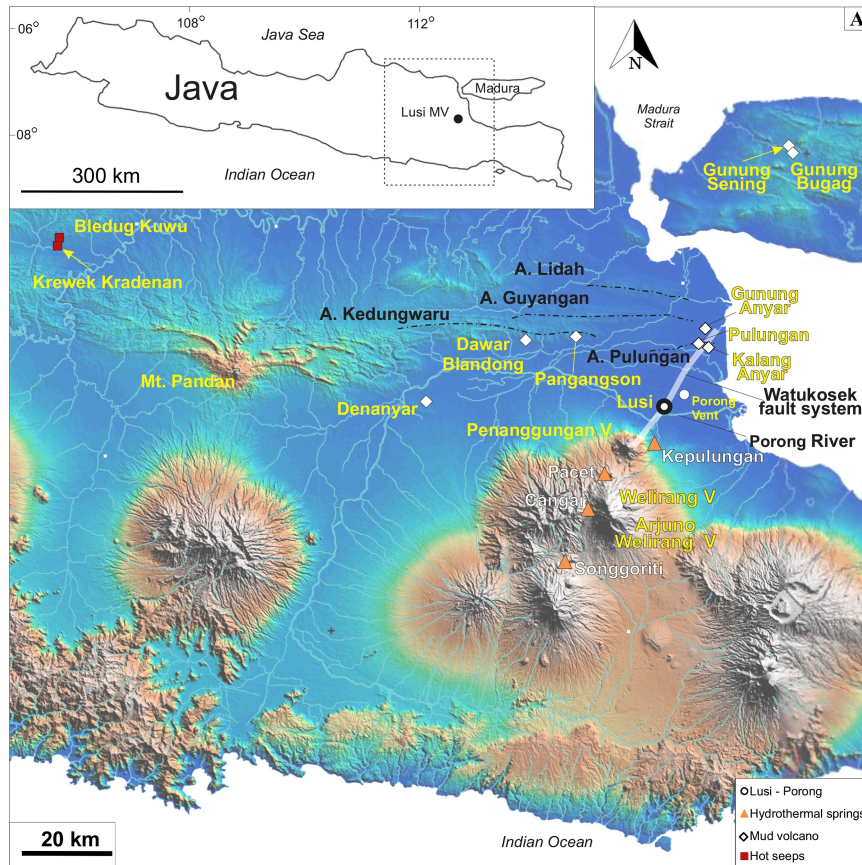 A
108
112
06°
08°
Java Sea
Java
Madura
Lusi MV
Indian Ocean
300 km
N
Madura
Strait
Gunung
Sening
Gunung
Bugag
Bledug Kuwu
Krewek Kradenan
A. Lidah
A. Guyangan
A. Kedungwaru
Gunung
Anyar
Dawar
Blandong
Pulungan
A. Pulungan
Kalang
Anyar
Mt. Pandan
Pangangson
Watukosek
fault system
Denanyar
Lusi
Porong
Vent
Penanggungan V.
Porong River
Kepulungan
Pacet
Welirang V
Cangar
Arjuno
Welirang V
Songgoriti
20 km
Indian Ocean
Lusi - Porong
Hydrothermal springs
Mud volcano
Hot seeps